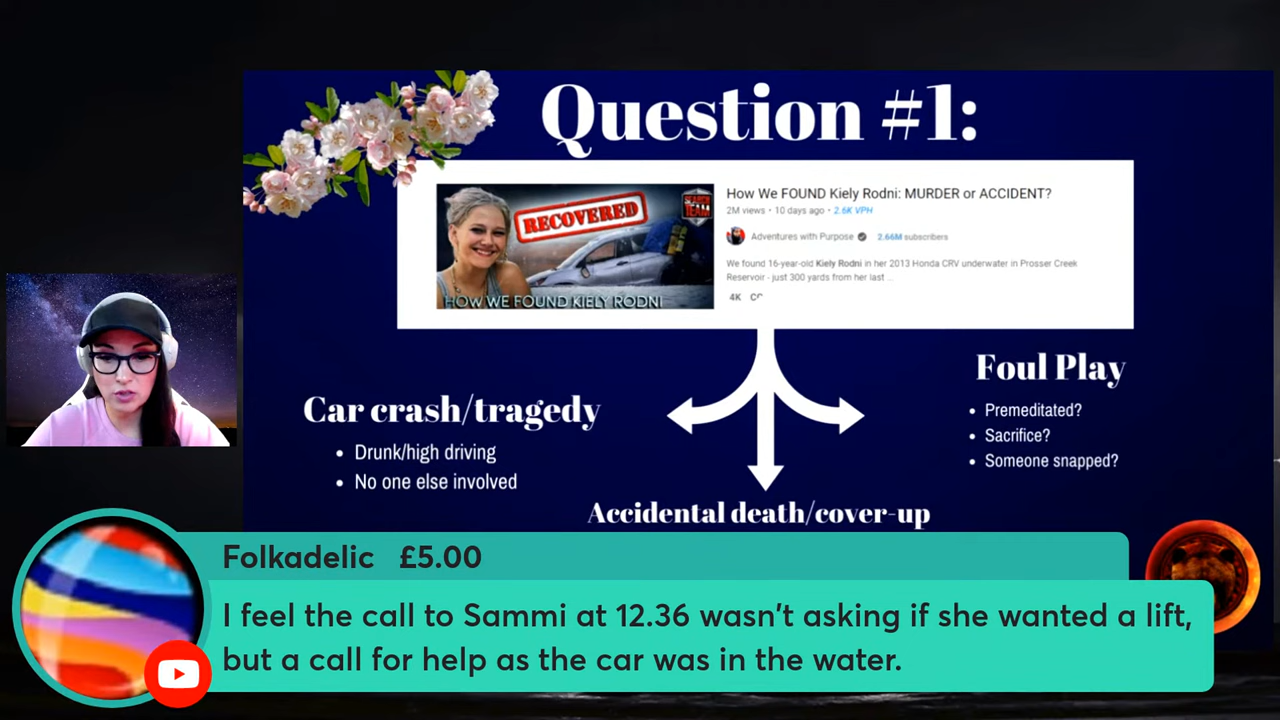 Question #1:
RECOVERED
SEARCH
TEAM
HOW WE FOUND KIELY RODNI
How We FOUND Kiely Rodni: MURDER or ACCIDENT?
2M views • 10 days ago • 2.6K VPH
Adventures with Purpose 2.66M subscribers
We found 16-year-old Kiely Rodni in her 2013 Honda CRV underwater in Prosser Creek
Reservoir - just 300 yards from her last ...
4K
Car crash/tragedy
• Drunk/high driving
• No one else involved
Foul Play
• Premeditated?
• Sacrifice?
• Someone snapped?
Accidental death/cover-up
Folkadelic £5.00
I feel the call to Sammi at 12.36 wasn't asking if she wanted a lift,
but a call for help as the car was in the water.